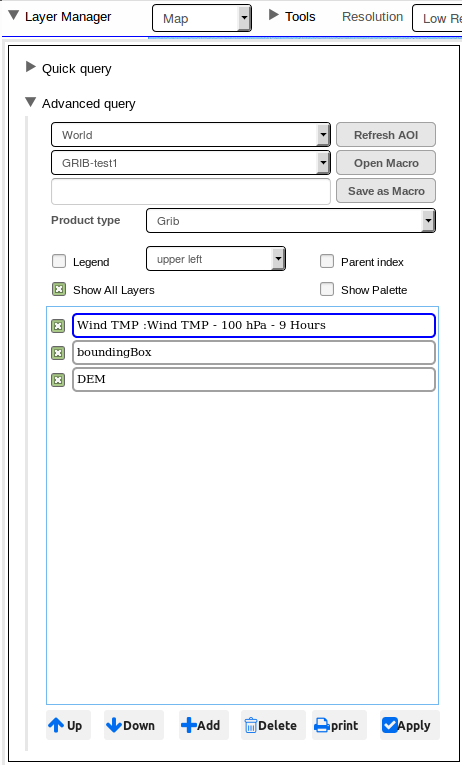 Layer Manager Map Tools Resolution Low Re
Quick query
Advanced query
World Refresh AOI
GRIB-test1 Open Macro
Save as Macro
Product type Grib
Legend upper left Parent index
Show All Layers Show Palette
Wind TMP :Wind TMP - 100 hPa - 9 Hours
boundingBox
DEM
Up Down Add Delete print Apply